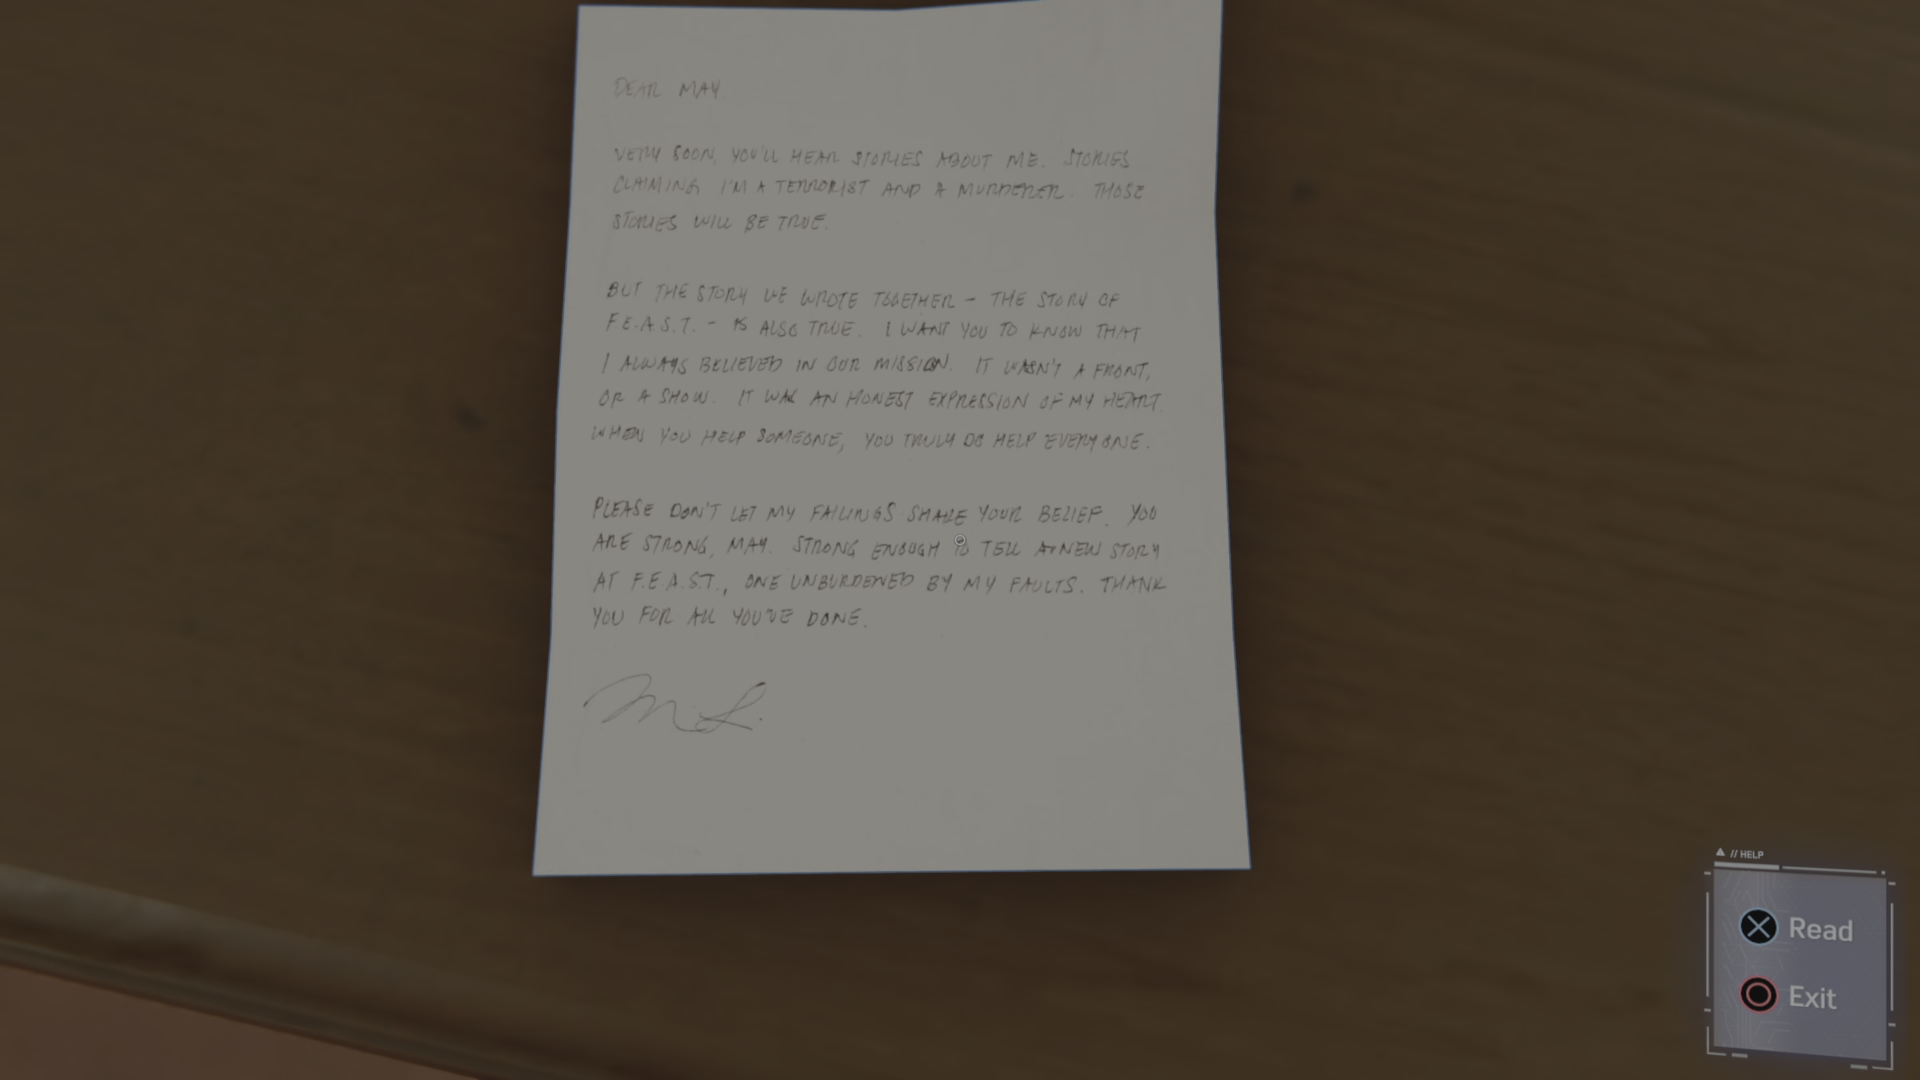 DEAR MAY
VERY SOON, YOU'LL HEAR STORIES ABOUT ME. STORIES
CLAIMING I'M A TERRORIST AND A MURDERER. THOSE
STORIES WILL BE TRUE.
BUT THE STORY WE WROTE TOGETHER - THE STORY OF
F.E.A.S.T. - IS ALSO TRUE. I WANT YOU TO KNOW THAT
I ALWAYS BELIEVED IN OUR MISSION. IT WASN'T A FRONT,
OR A SHOW. IT WAS AN HONEST EXPRESSION OF MY HEART.
WHEN YOU HELP SOMEONE, YOU TRULY DO HELP EVERYONE.
PLEASE DON'T LET MY FAILINGS SHAKE YOUR BELIEF. YOU
ARE STRONG, MAY. STRONG ENOUGH TO TELL A NEW STORY
AT F.E.A.S.T., ONE UNBURDENED BY MY FAULTS. THANK
YOU FOR ALL YOU'VE DONE.
M L.
// HELP
Read
Exit